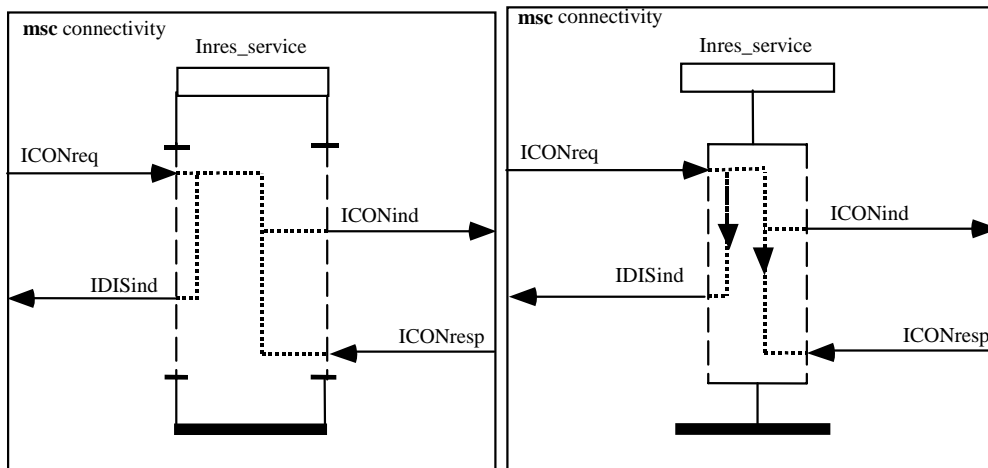 msc connectivity
Inres_service
ICONreq
ICONind
IDISind
ICONresp
msc connectivity
Inres_service
ICONreq
ICONind
IDISind
ICONresp